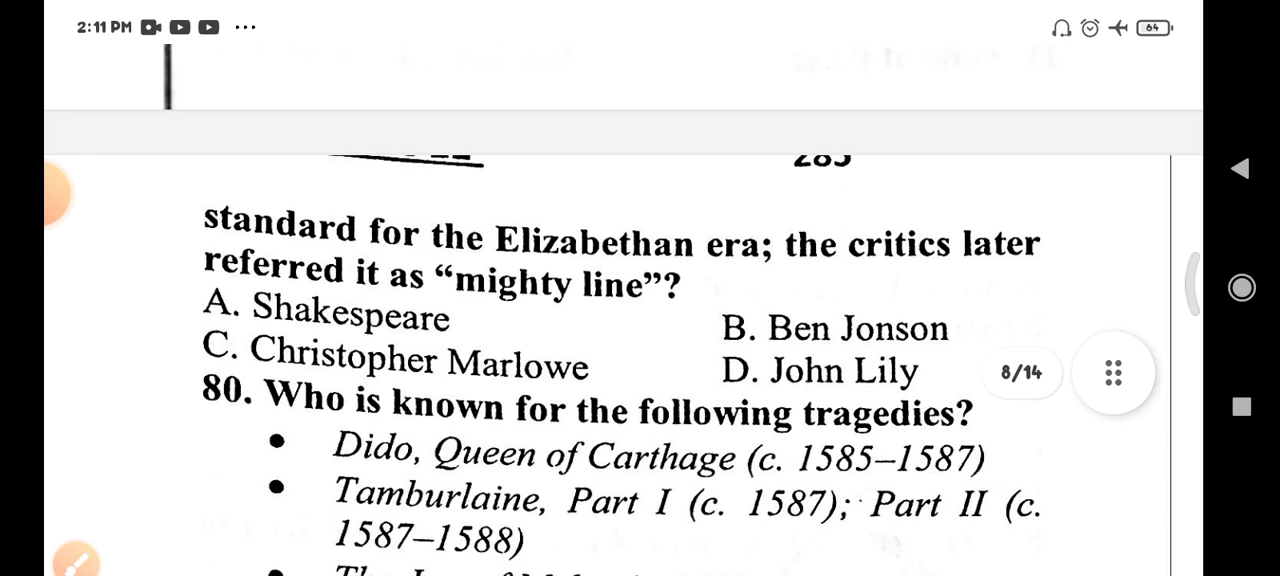 2:11 PM
64
standard for the Elizabethan era; the critics later
referred it as “mighty line”?
A. Shakespeare
B. Ben Jonson
C. Christopher Marlowe
D. John Lily
8/14
80. Who is known for the following tragedies?
• Dido, Queen of Carthage (c. 1585–1587)
• Tamburlaine, Part I (c. 1587); Part II (c.
1587–1588)